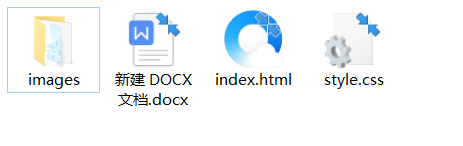 images
新建 DOCX
文档.docx
index.html
style.css